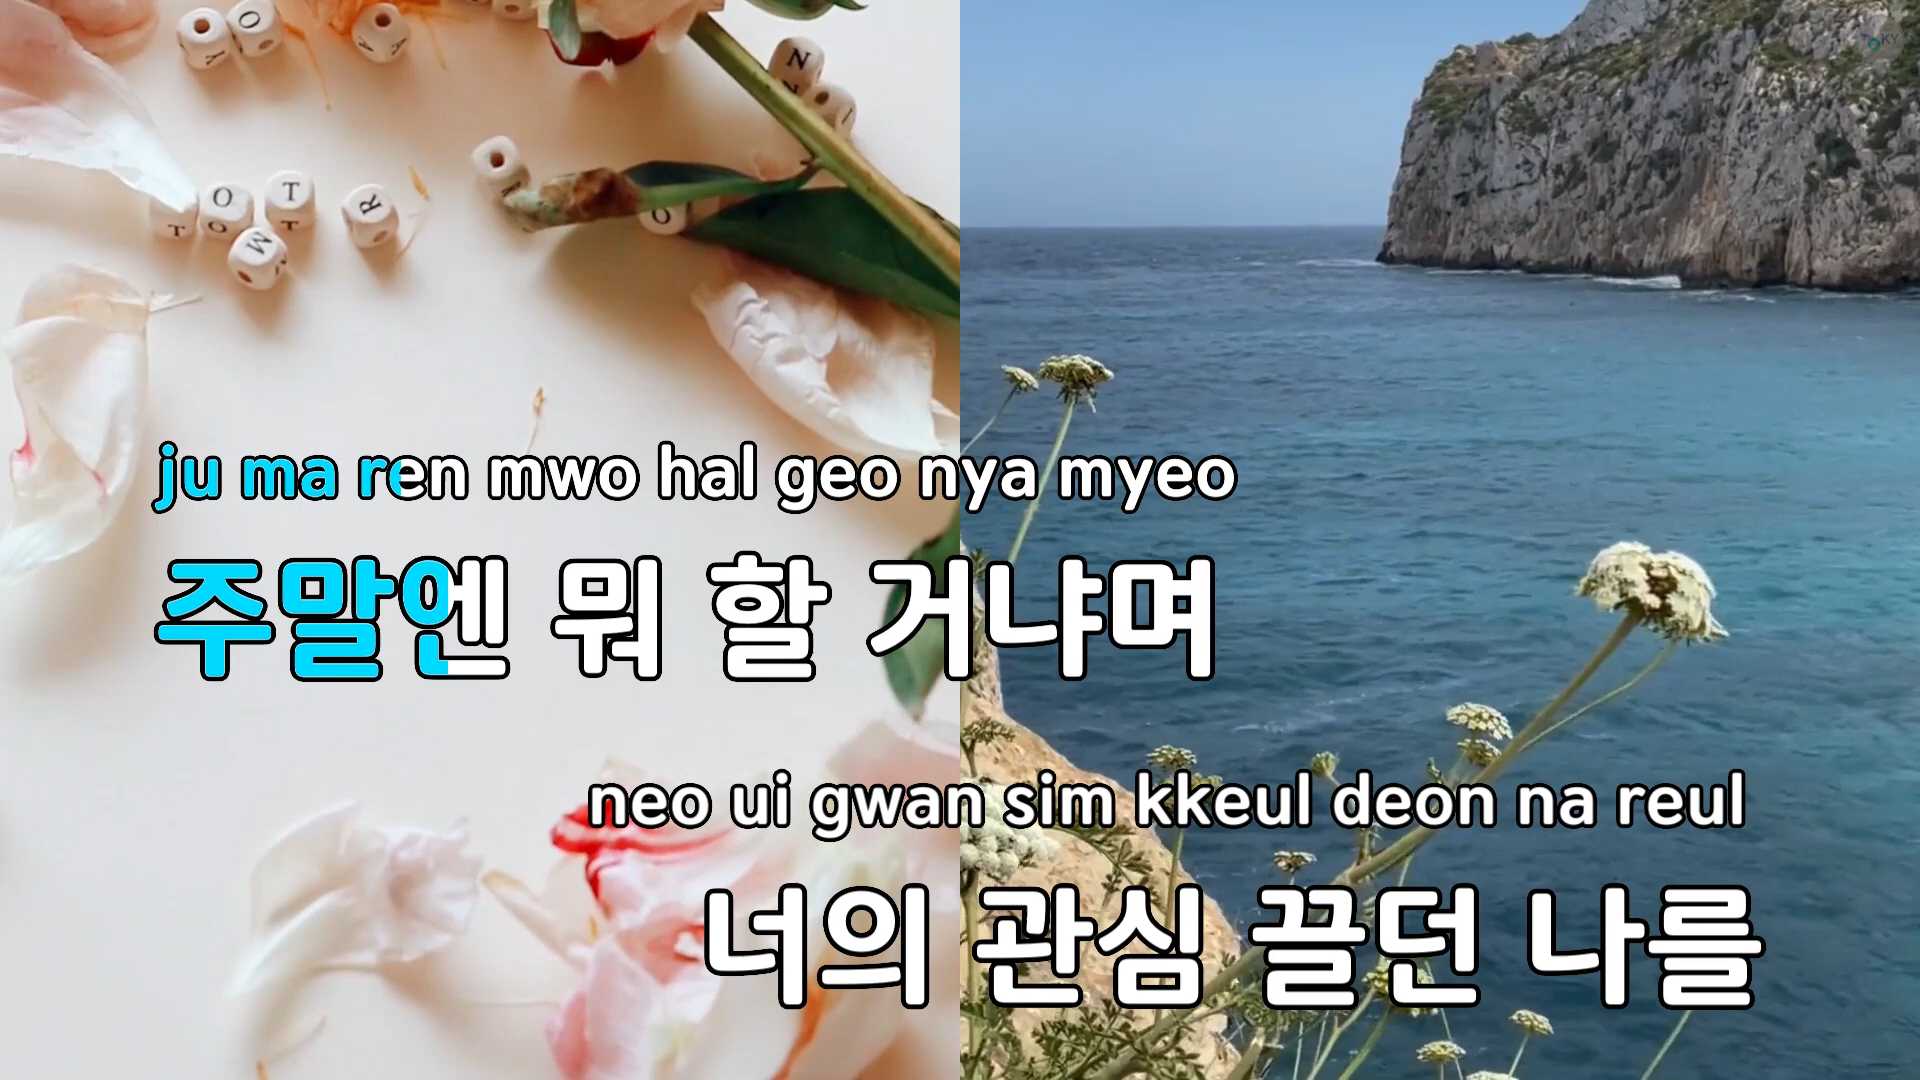 Y O A N
O T R
T O T M
O
KY
ju ma ren mwo hal geo nya myeo
주말엔 뭐 할 거냐며
neo ui gwan sim kkeul deon na reul
너의 관심 끌던 나를